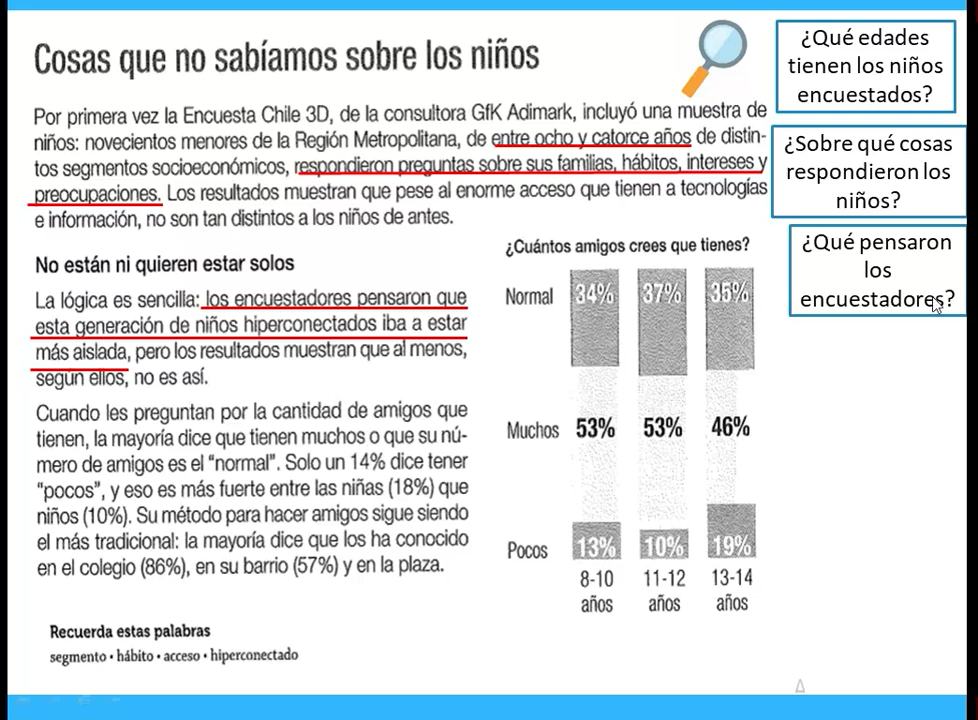 Cosas que no sabíamos sobre los niños
Por primera vez la Encuesta Chile 3D, de la consultora GfK Adimark, incluyó una muestra de
niños: novecientos menores de la Región Metropolitana, de entre ocho y catorce años de distin-
tos segmentos socioeconómicos, respondieron preguntas sobre sus familias, hábitos, intereses y
preocupaciones. Los resultados muestran que pese al enorme acceso que tienen a tecnologías
e información, no son tan distintos a los niños de antes.
No están ni quieren estar solos
La lógica es sencilla: los encuestadores pensaron que
esta generación de niños hiperconectados iba a estar
más aislada, pero los resultados muestran que al menos,
según ellos, no es así.
Cuando les preguntan por la cantidad de amigos que
tienen, la mayoría dice que tienen muchos o que su nú-
mero de amigos es el "normal". Solo un 14% dice tener
"pocos", y eso es más fuerte entre las niñas (18%) que
niños (10%). Su método para hacer amigos sigue siendo
el más tradicional: la mayoría dice que los ha conocido
en el colegio (86%), en su barrio (57%) y en la plaza.
Recuerda estas palabras
segmento • hábito • acceso • hiperconectado
¿Cuántos amigos crees que tienes?
Normal 34% 37% 35%
Muchos 53% 53% 46%
Pocos 13% 10% 19%
8-10 11-12 13-14
años años años
¿Qué edades
tienen los niños
encuestados?
¿Sobre qué cosas
respondieron los
niños?
¿Qué pensaron
los
encuestadores?